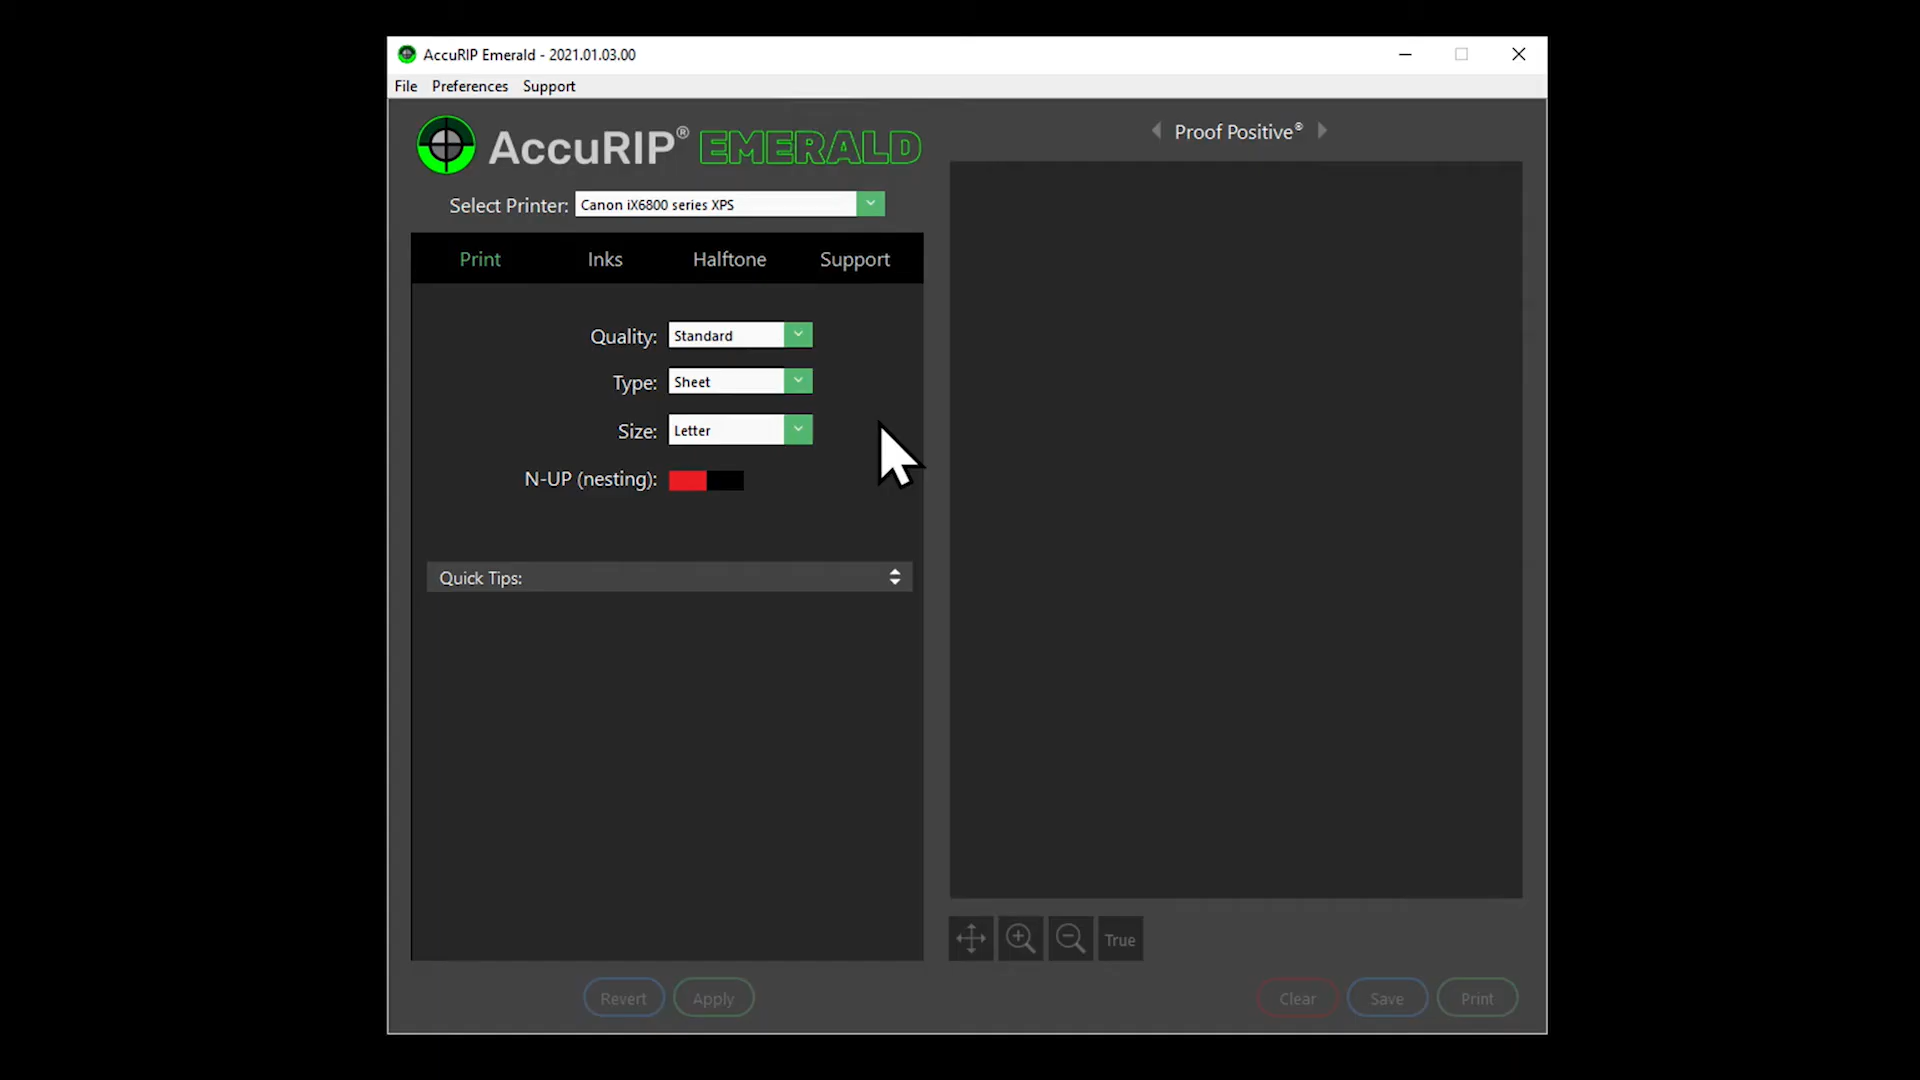 AccuRIP Emerald - 2021.01.03.00
File Preferences Support
AccuRIP® EMERALD
Proof Positive®
Select Printer: Canon iX6800 series XPS
Print Inks Halftone Support
Quality: Standard
Type: Sheet
Size: Letter
N-UP (nesting):
Quick Tips:
True
Revert Apply
Clear Save Print